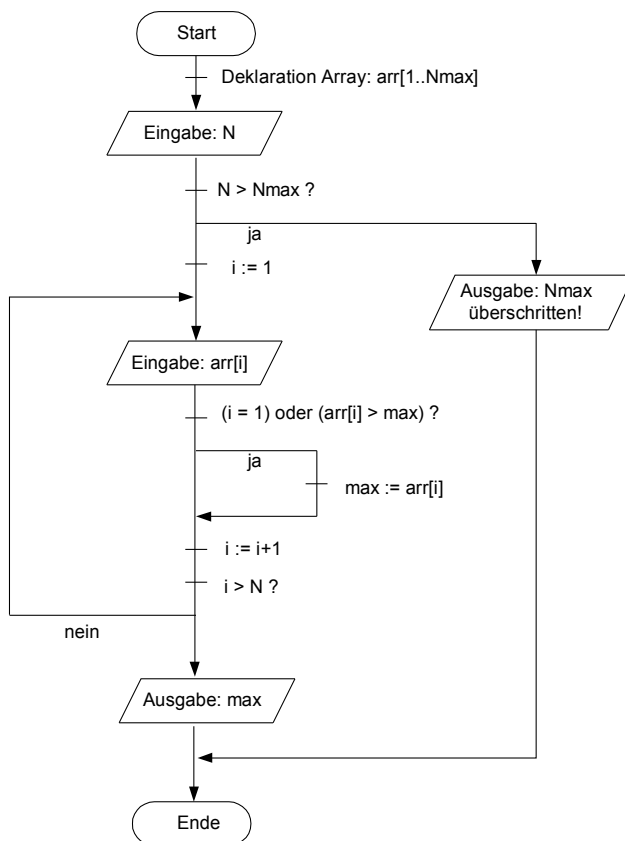 Start
Deklaration Array: arr[1..Nmax]
Eingabe: N
N > Nmax ?
ja
i := 1
Ausgabe: Nmax
überschritten!
Eingabe: arr[i]
(i = 1) oder (arr[i] > max) ?
ja
max := arr[i]
i := i+1
i > N ?
nein
Ausgabe: max
Ende